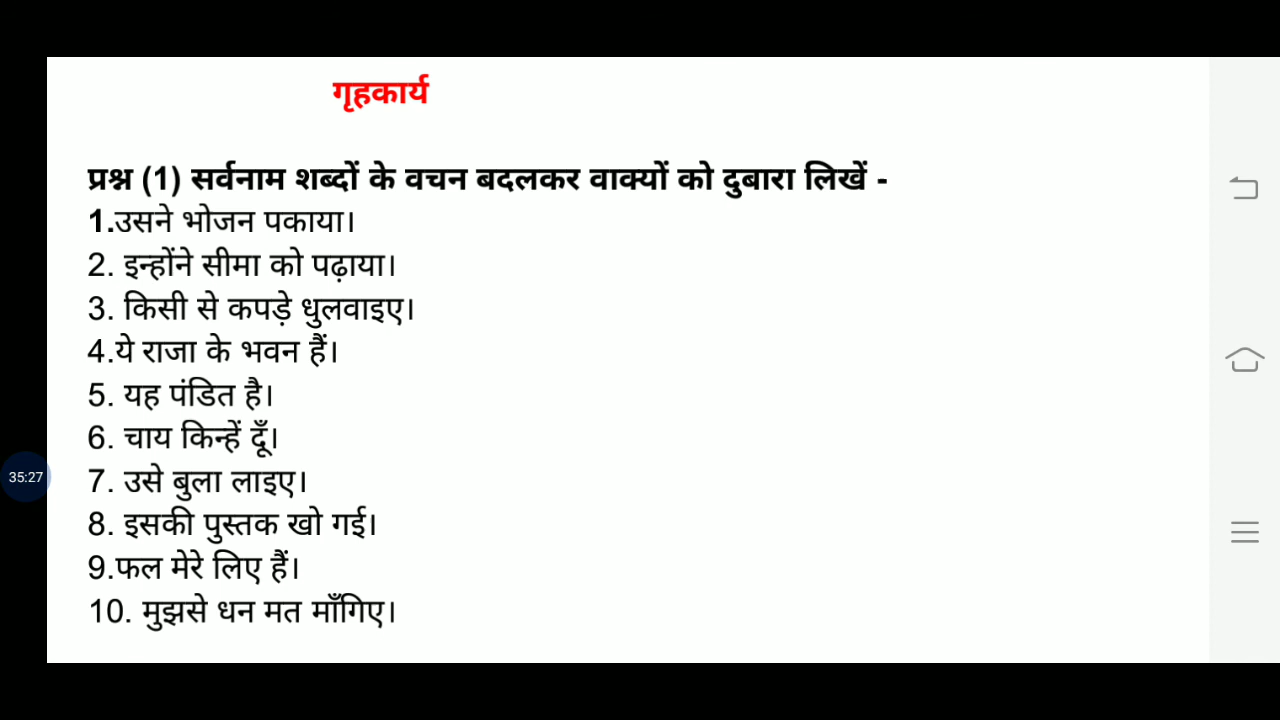 गृहकार्य
प्रश्न (1) सर्वनाम शब्दों के वचन बदलकर वाक्यों को दुबारा लिखें -
1.उसने भोजन पकाया।
2. इन्होंने सीमा को पढ़ाया।
3. किसी से कपड़े धुलवाइए।
4.ये राजा के भवन हैं।
5. यह पंडित है।
6. चाय किन्हें दूँ।
35:27
7. उसे बुला लाइए।
8. इसकी पुस्तक खो गई।
9.फल मेरे लिए हैं।
10. मुझसे धन मत माँगिए।